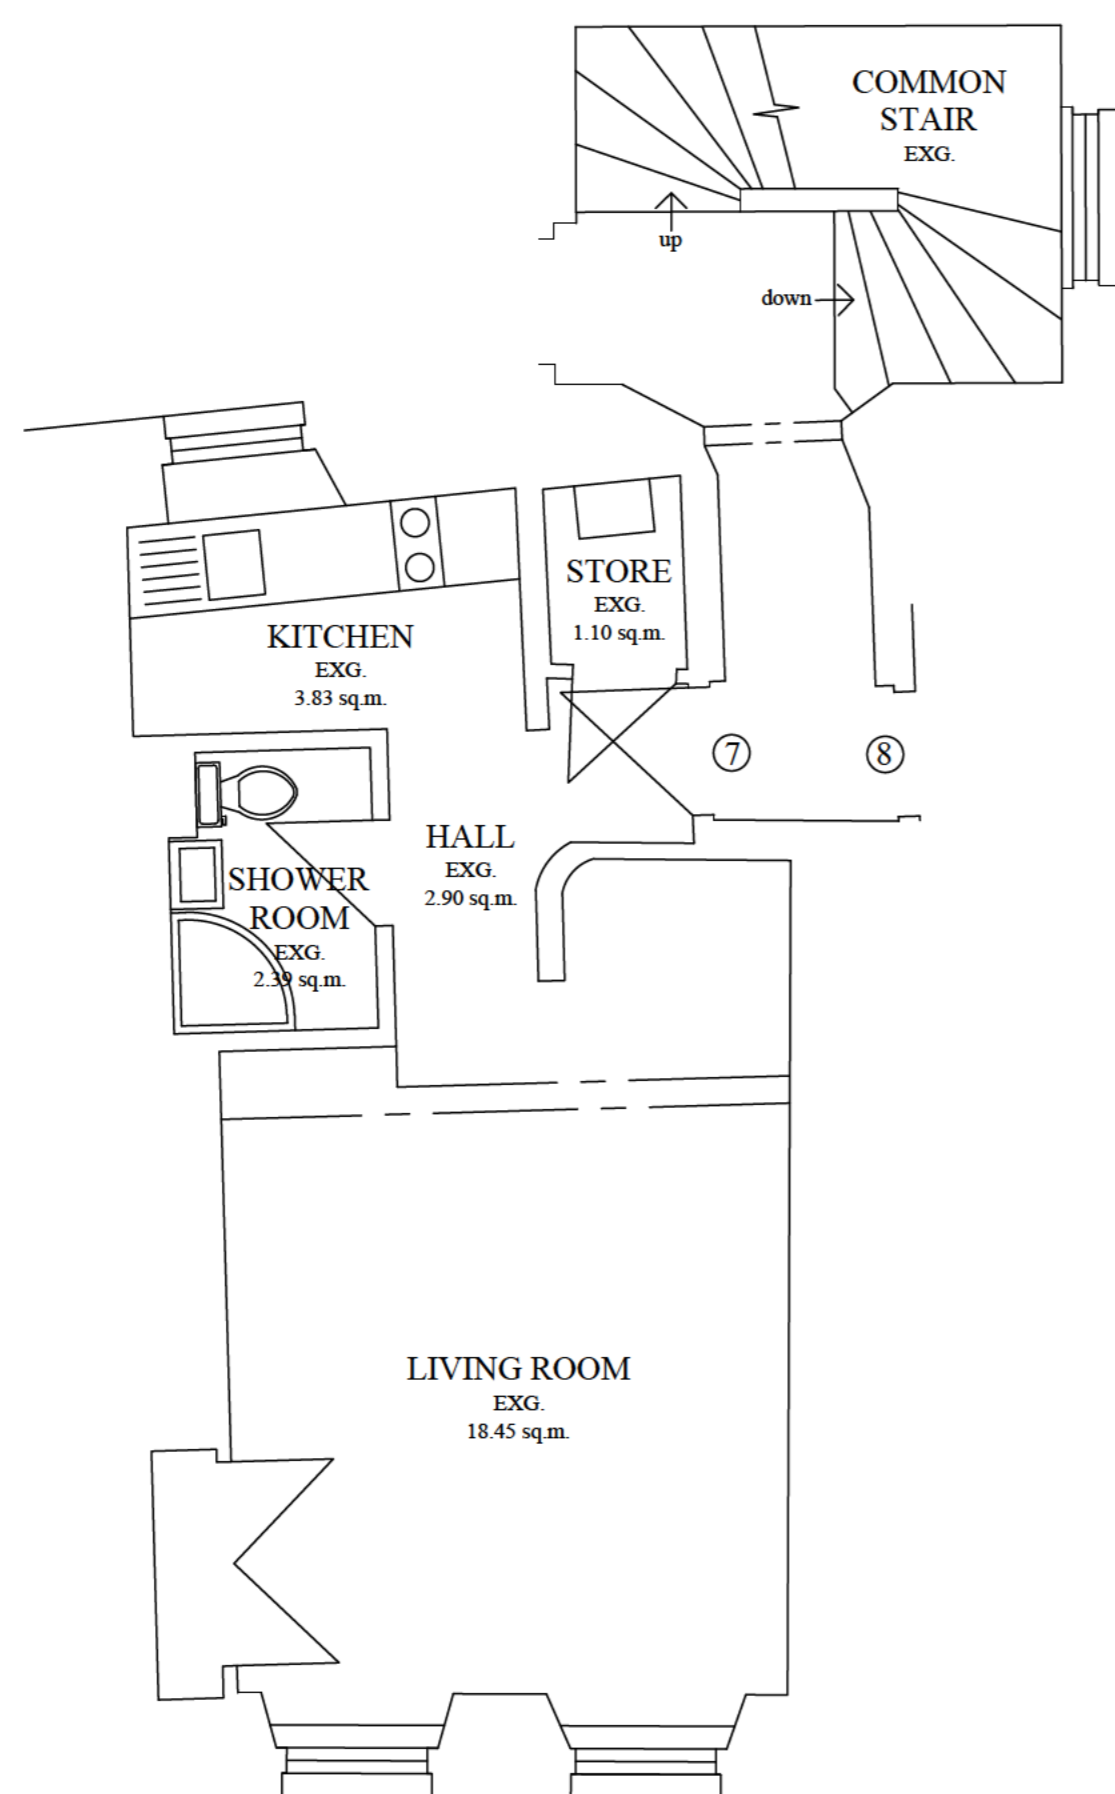 COMMON
STAIR
EXG.
up
down
STORE
EXG.
1.10 sq.m.
KITCHEN
EXG.
3.83 sq.m.
7
8
HALL
EXG.
2.90 sq.m.
SHOWER
ROOM
EXG.
2.39 sq.m.
LIVING ROOM
EXG.
18.45 sq.m.